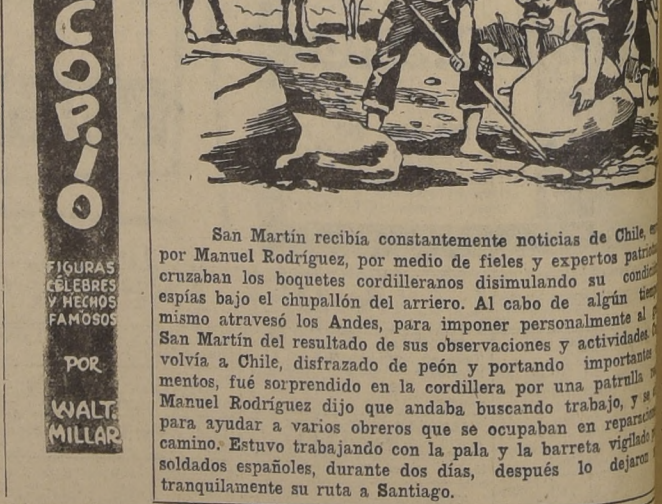 COPIO
FIGURAS
CÉLEBRES
Y HECHOS
FAMOSOS
POR
WALT.
MILLAR
San Martín recibía constantemente noticias de Chile,
por Manuel Rodríguez, por medio de fieles y expertos
cruzaban los boquetes cordilleranos disimulando su
espías bajo el chupallón del arriero. Al cabo de algún
mismo atravesó los Andes, para imponer personalmente al
San Martín del resultado de sus observaciones y actividades.
volvía a Chile, disfrazado de peón y portando
mentos, fué sorprendido en la cordillera por una patrulla
Manuel Rodríguez dijo que andaba buscando trabajo, y
para ayudar a varios obreros que se ocupaban en
camino. Estuvo trabajando con la pala y la barreta vigilado
soldados españoles, durante dos días, después lo dejaron
tranquilamente su ruta a Santiago.